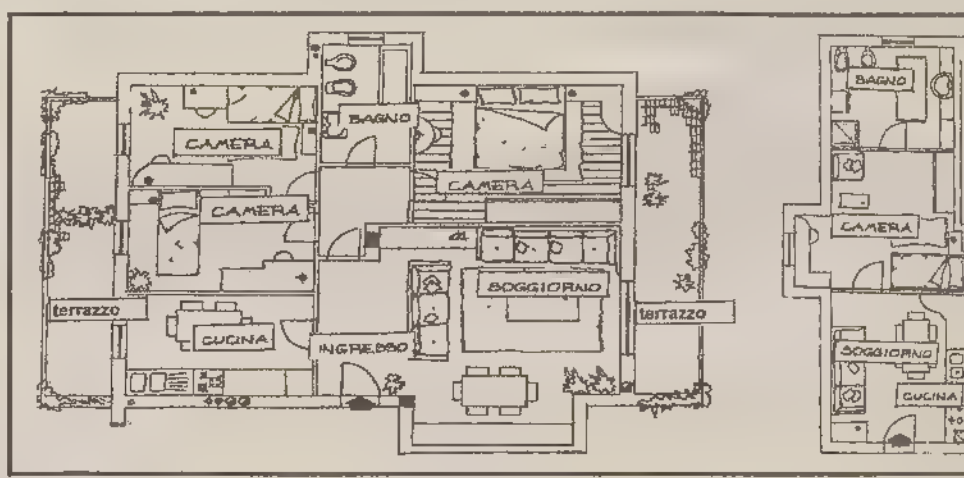 BAGNO
CAMERA
CAMERA
CAMERA
SOGGIORNO
terrazzo
terrazzo
CUCINA
INGRESSO
BAGNO
CAMERA
SOGGIORNO
CUCINA